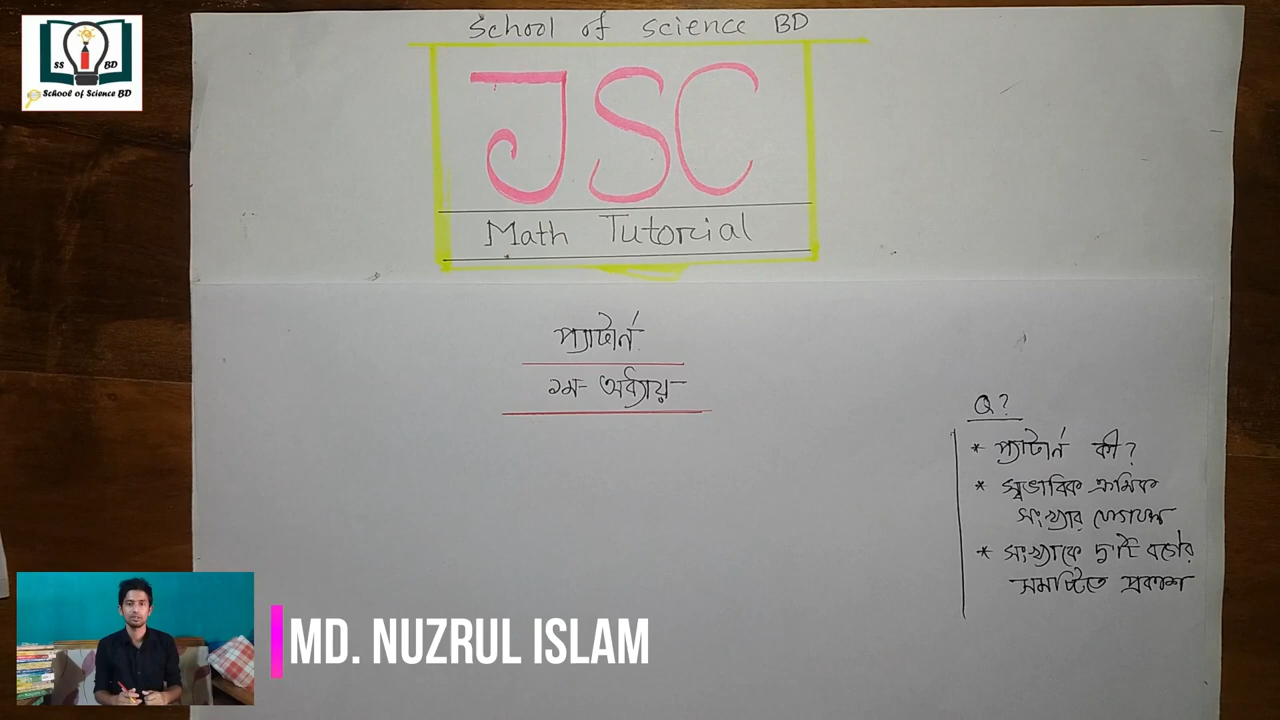 School of science BD
JSC
Math Tutorial
প্যাটার্ন
১ম- অধ্যায়
Q?
* প্যাটার্ন কী?
* স্বভাবিক ক্রমিক
সংখ্যার যোগফল
* সংখ্যাকে দুটি বর্গের
সমষ্টিতে প্রকাশ
SS BD
School of Science BD
MD. NUZRUL ISLAM